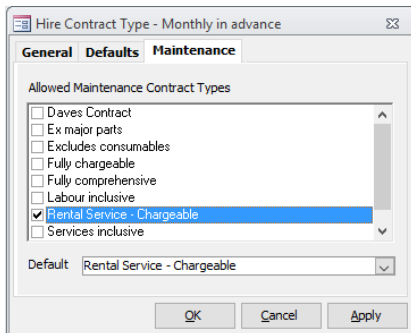 Hire Contract Type - Monthly in advance
General Defaults Maintenance
Allowed Maintenance Contract Types
Daves Contract
Ex major parts
Excludes consumables
Fully chargeable
Fully comprehensive
Labour inclusive
Rental Service - Chargeable
Services inclusive
Default Rental Service - Chargeable
OK Cancel Apply